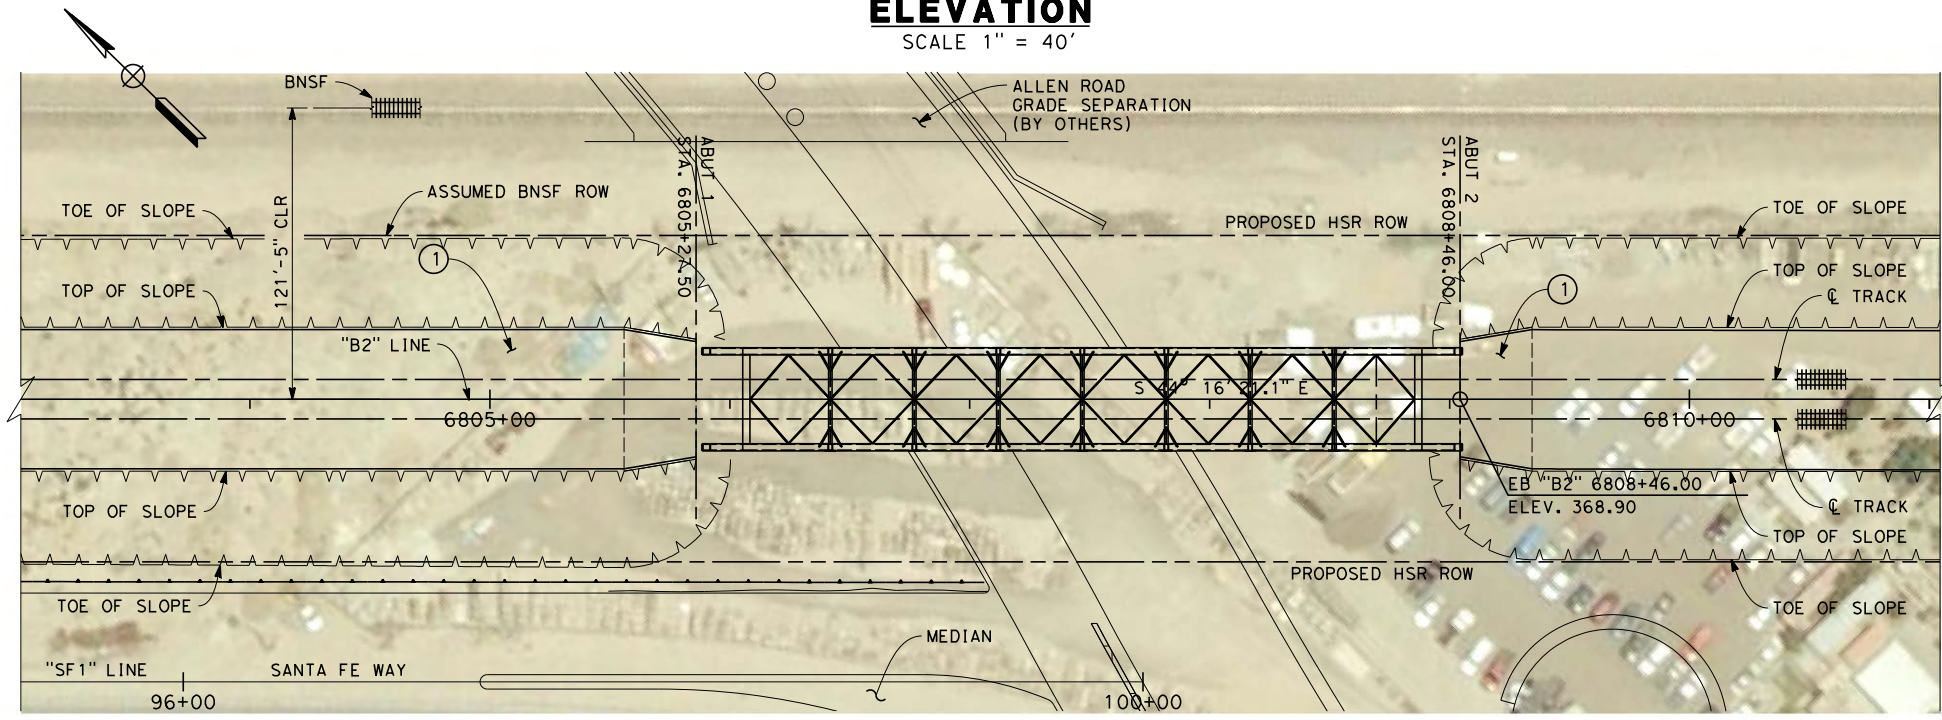 ELEVATION
SCALE 1" = 40'
BNSF
ALLEN ROAD
GRADE SEPARATION
(BY OTHERS)
ABUT 1
STA. 6805+27.50
ABUT 2
STA. 6808+46.00
121'-5" CLR
ASSUMED BNSF ROW
TOE OF SLOPE
PROPOSED HSR ROW
TOE OF SLOPE
1
TOP OF SLOPE
TOP OF SLOPE
1
℄ TRACK
"B2" LINE
S 44° 16' 21.1" E
6805+00
6810+00
EB "B2" 6808+46.00
ELEV. 368.90
TOP OF SLOPE
℄ TRACK
TOP OF SLOPE
PROPOSED HSR ROW
TOE OF SLOPE
TOE OF SLOPE
MEDIAN
"SF1" LINE
SANTA FE WAY
96+00
100+00